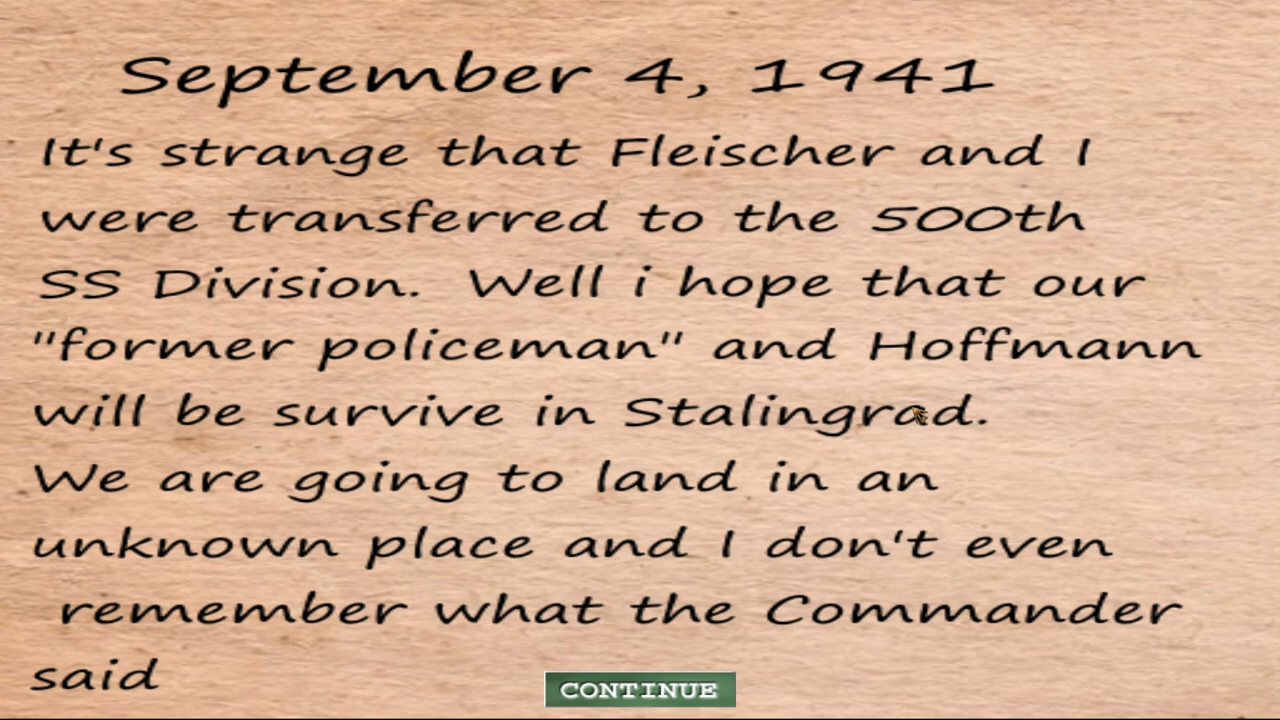 September 4, 1941
It's strange that Fleischer and I
were transferred to the 500th
SS Division. Well i hope that our
"former policeman" and Hoffmann
will be survive in Stalingrad.
We are going to land in an
unknown place and I don't even
remember what the Commander
said
CONTINUE